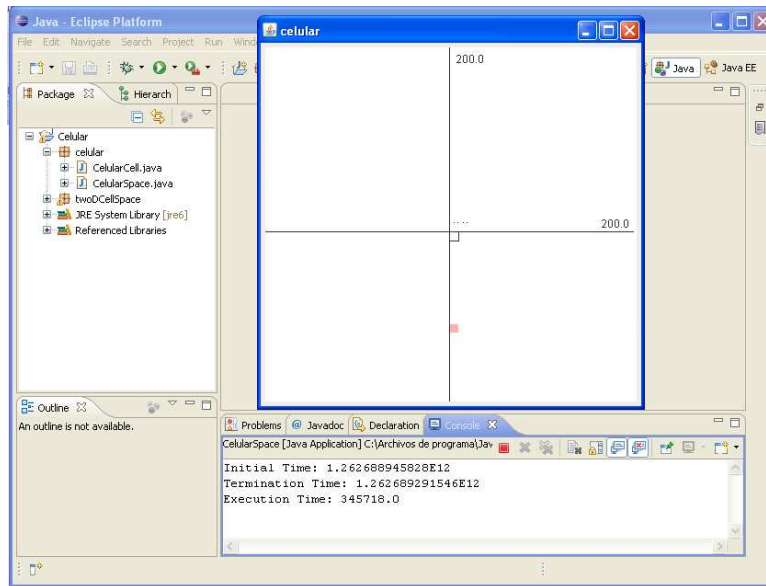 Java - Eclipse Platform
File Edit Navigate Search Project Run
Java Java EE
celular
200.0
200.0
Package Hierarch
Celular
celular
CelularCell.java
CelularSpace.java
twoDCellSpace
JRE System Library [jre6]
Referenced Libraries
Outline
An outline is not available.
Problems @ Javadoc Declaration Console
CelularSpace [Java Application] C:\Archivos de programa\Jav
Initial Time: 1.262688945828E12
Termination Time: 1.262689291546E12
Execution Time: 345718.0